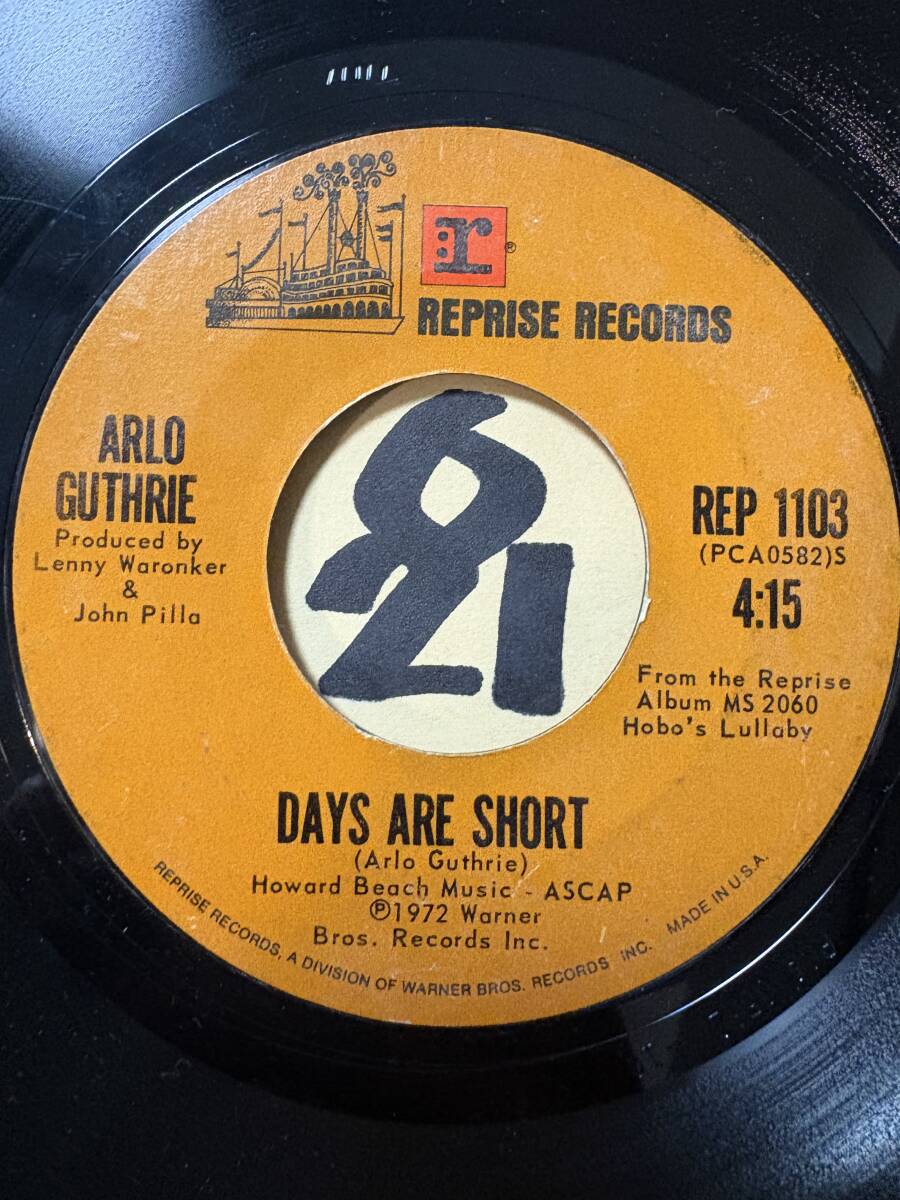 r®
REPRISE RECORDS
ARLO
GUTHRIE
Produced by
Lenny Waronker
&
John Pilla
6
21
REP 1103
(PCA0582)S
4:15
From the Reprise
Album MS 2060
Hobo's Lullaby
DAYS ARE SHORT
(Arlo Guthrie)
Howard Beach Music - ASCAP
℗1972 Warner
Bros. Records Inc.
REPRISE RECORDS, A DIVISION OF WARNER BROS. RECORDS INC. MADE IN U.S.A.